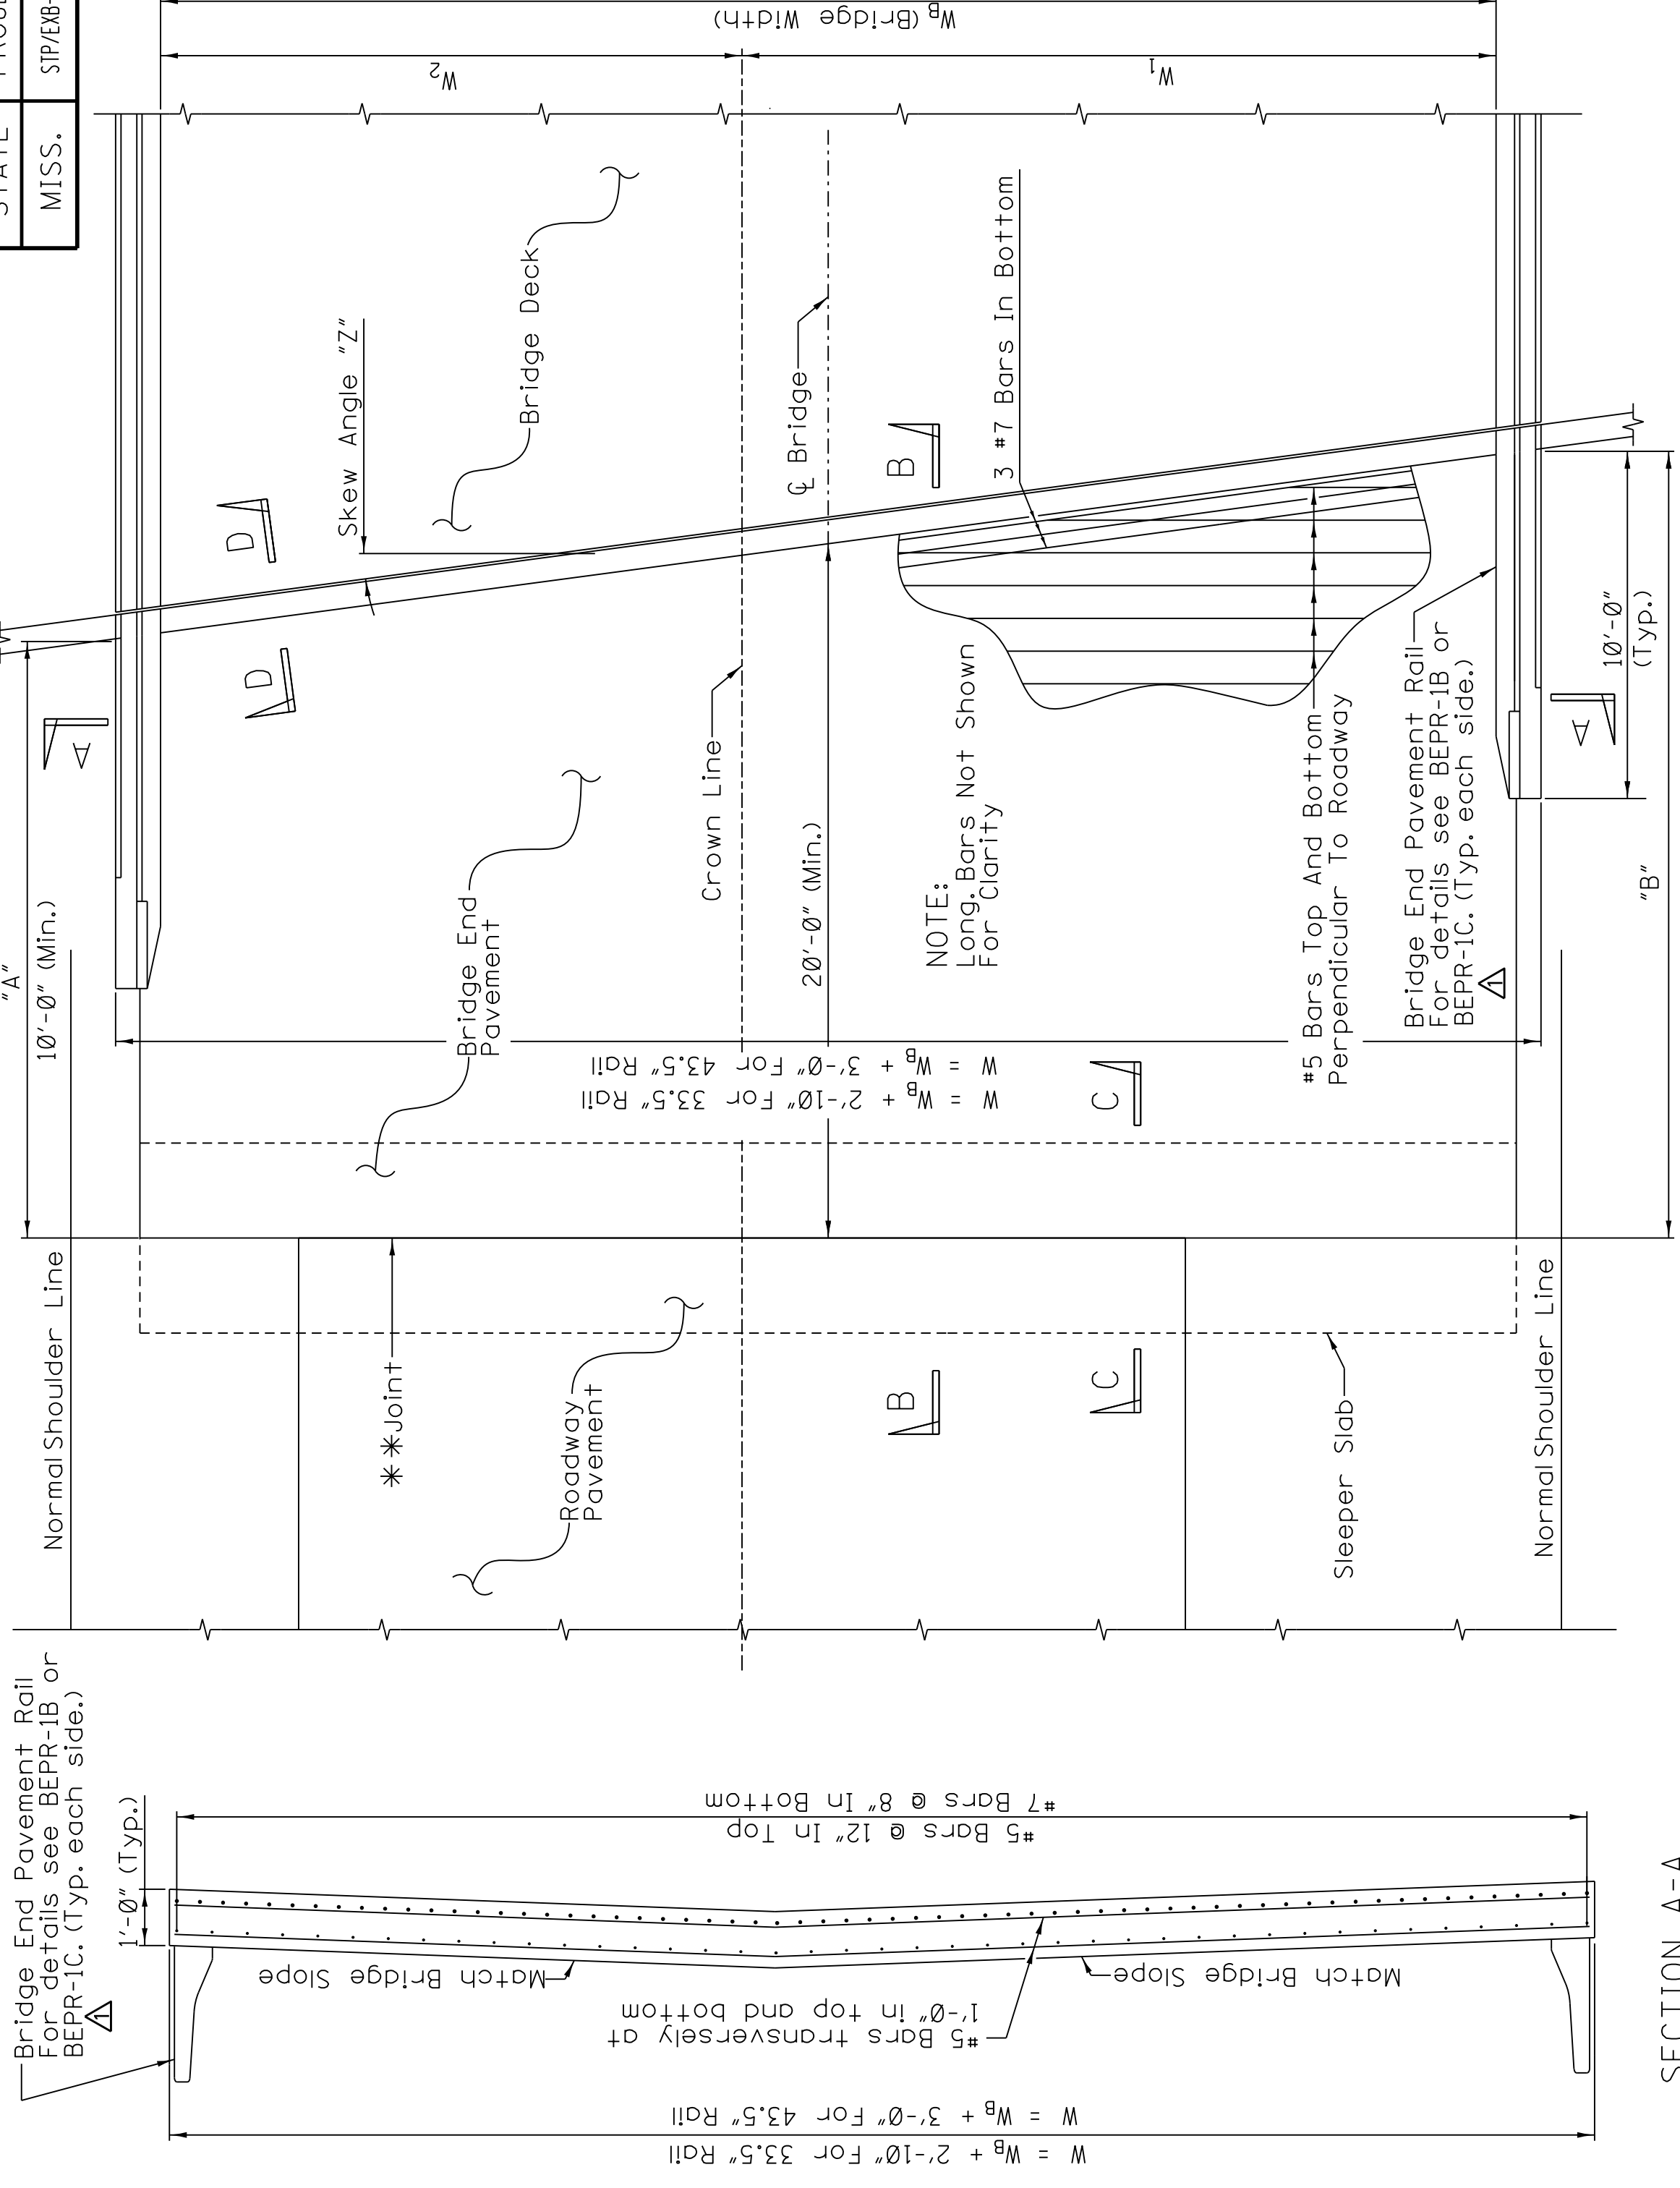 STATE
MISS.
STP/EXB-
W_B (Bridge Width)
W_2
W_1
Skew Angle "Z"
Bridge Deck
℄ Bridge
3 #7 Bars In Bottom
B
D
D
A
A
"A"
10'-0" (Min.)
Bridge End
Pavement
Crown Line
20'-0" (Min.)
NOTE:
Long. Bars Not Shown
For Clarity
#5 Bars Top And Bottom
Perpendicular To Roadway
Bridge End Pavement Rail
For details see BEPR-1B or
BEPR-1C. (Typ. each side.)
1
10'-0"
(Typ.)
"B"
W = W_B + 3'-0" For 43.5" Rail
W = W_B + 2'-10" For 33.5" Rail
C
Normal Shoulder Line
**Joint
Roadway
Pavement
B
C
Sleeper Slab
Normal Shoulder Line
Bridge End Pavement Rail
For details see BEPR-1B or
BEPR-1C. (Typ. each side.)
1
1'-0" (Typ.)
#7 Bars @ 8" In Bottom
#5 Bars @ 12" In Top
Match Bridge Slope
Match Bridge Slope
#5 Bars transversely at
1'-0" in top and bottom
W = W_B + 3'-0" For 43.5" Rail
W = W_B + 2'-10" For 33.5" Rail
SECTION A-A